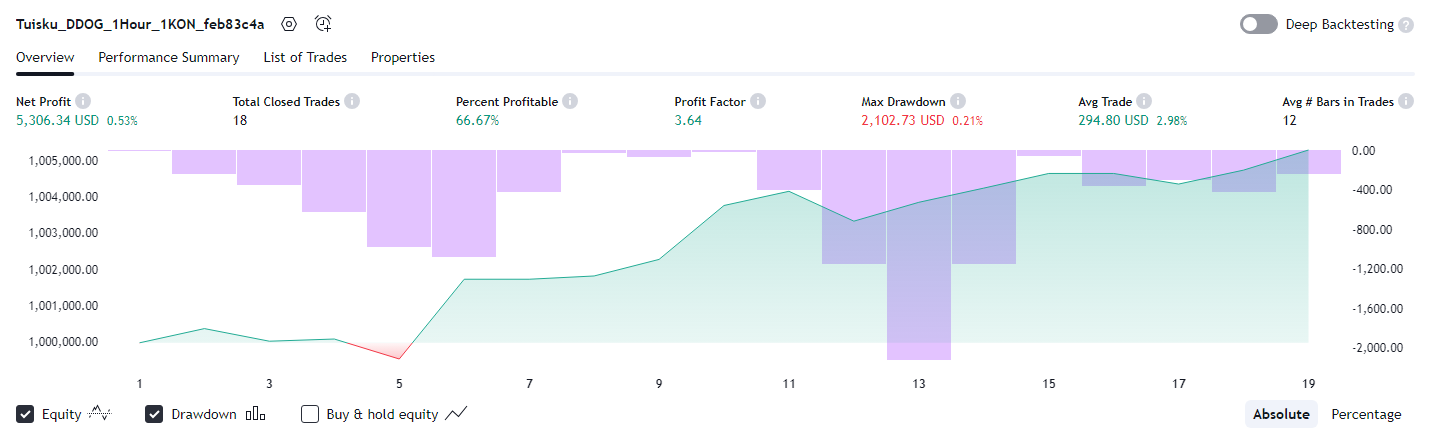 Tuisku_DDOG_1Hour_1KON_feb83c4a
Deep Backtesting ?
Overview Performance Summary List of Trades Properties
Net Profit Total Closed Trades Percent Profitable Profit Factor Max Drawdown Avg Trade Avg # Bars in Trades
5,306.34 USD 0.53% 18 66.67% 3.64 2,102.73 USD 0.21% 294.80 USD 2.98% 12
1,005,000.00 0.00
1,004,000.00 -400.00
1,003,000.00 -800.00
1,002,000.00 -1,200.00
1,001,000.00 -1,600.00
1,000,000.00 -2,000.00
1 3 5 7 9 11 13 15 17 19
Equity Drawdown Buy & hold equity Absolute Percentage